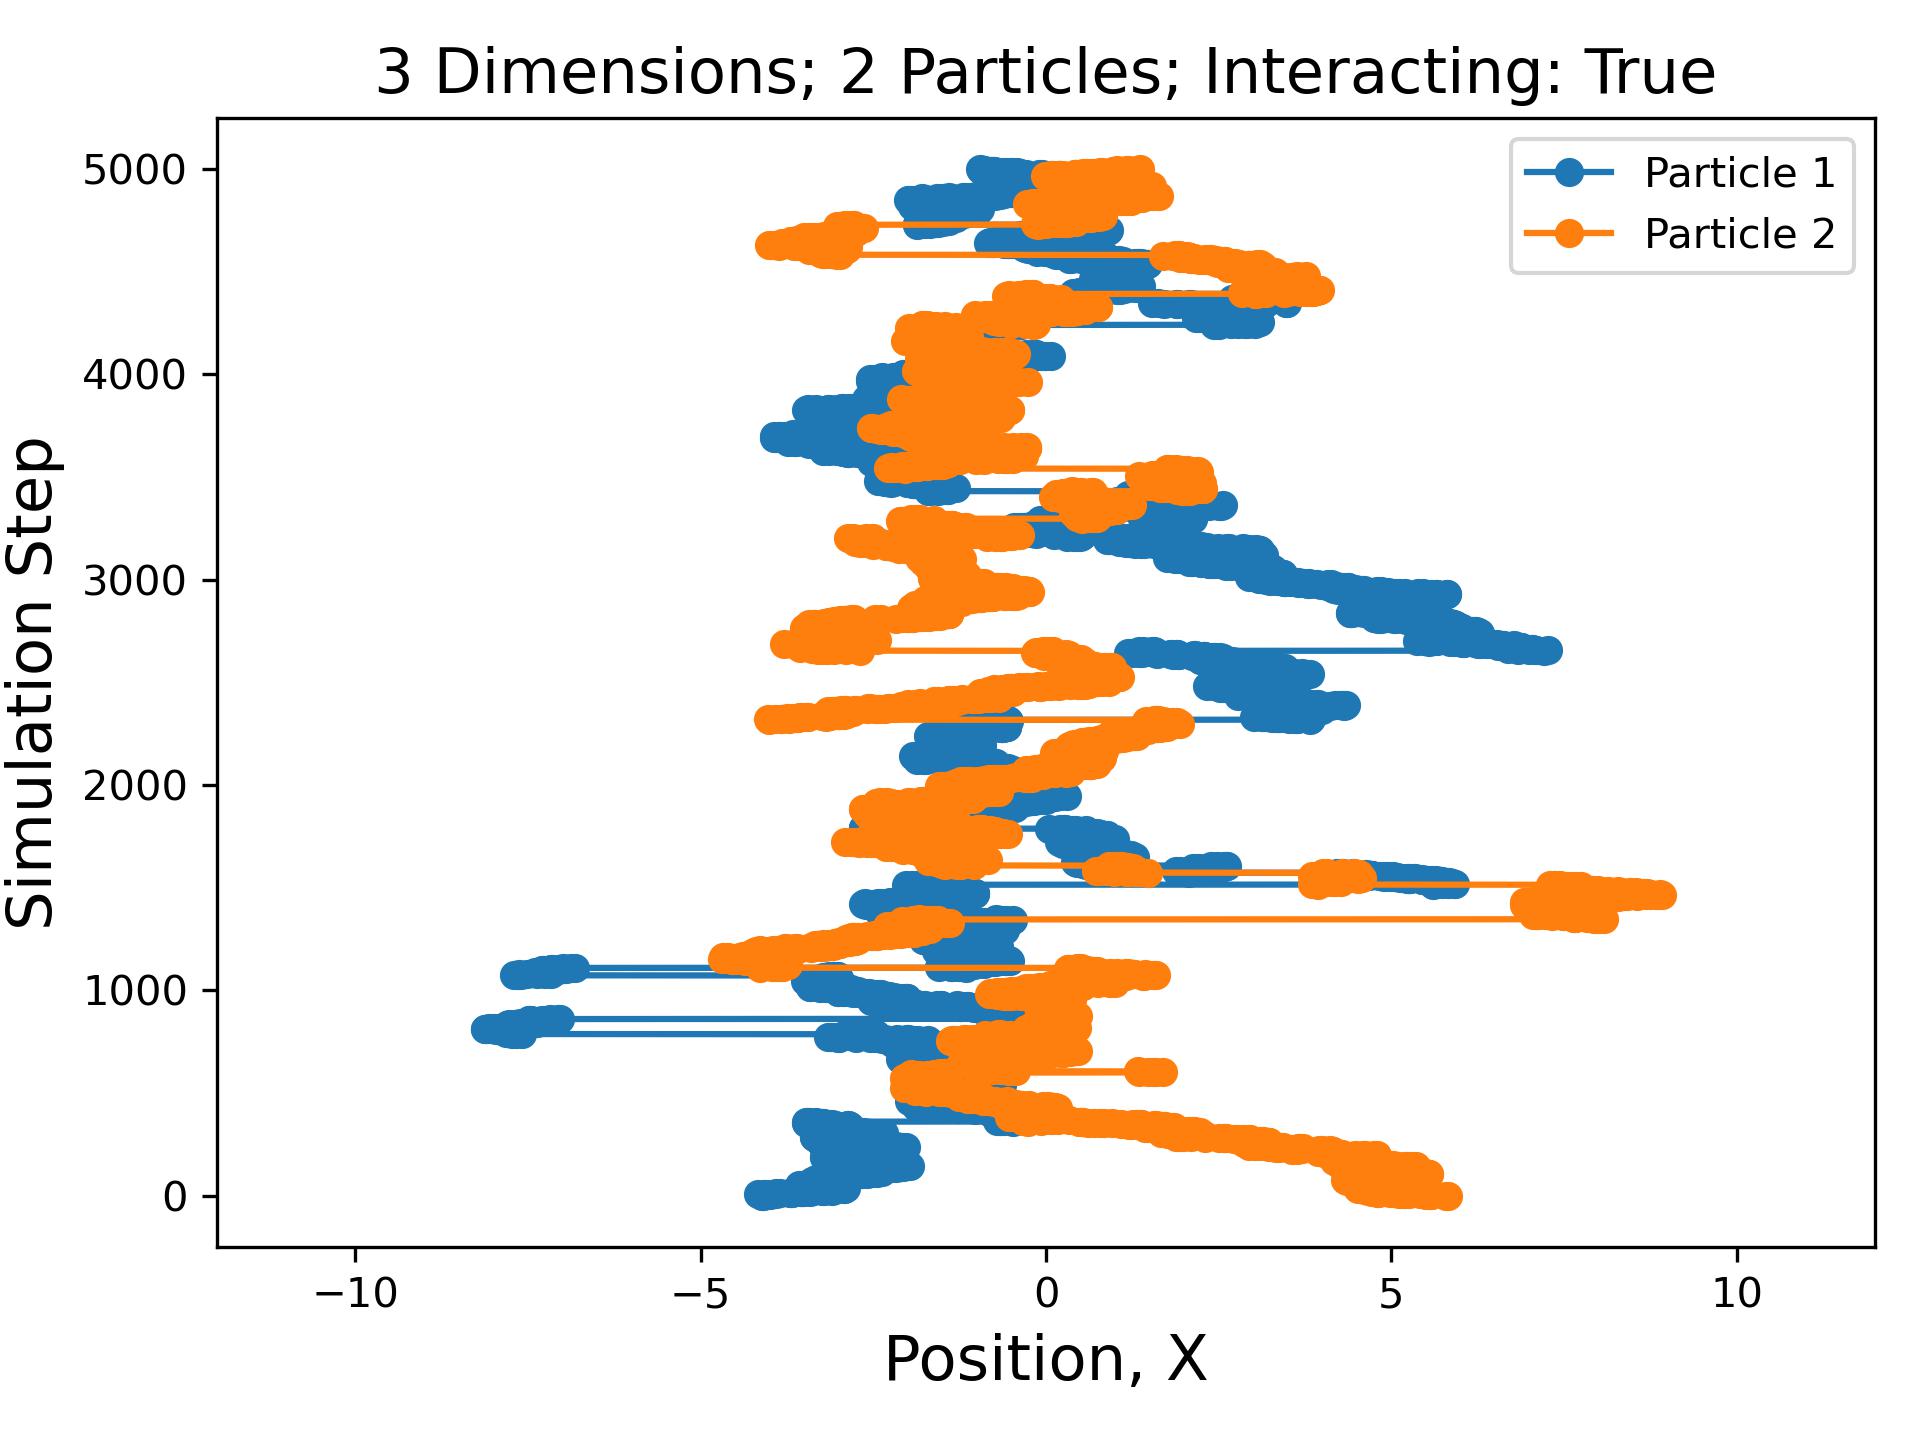 3 Dimensions; 2 Particles; Interacting: True
Particle 1
Particle 2
5000
4000
3000
2000
1000
0
Simulation Step
−10
−5
0
5
10
Position, X